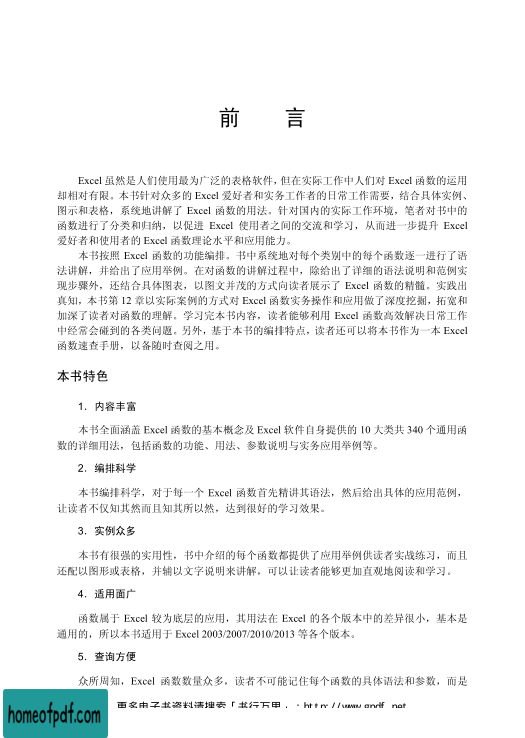 前 言
Excel 虽然是人们使用最为广泛的表格软件，但在实际工作中人们对 Excel 函数的运用
却相对有限。本书针对众多的 Excel 爱好者和实务工作者的日常工作需要，结合具体实例、
图示和表格，系统地讲解了 Excel 函数的用法。针对国内的实际工作环境，笔者对书中的
函数进行了分类和归纳，以促进 Excel 使用者之间的交流和学习，从而进一步提升 Excel
爱好者和使用者的 Excel 函数理论水平和应用能力。
本书按照 Excel 函数的功能编排。书中系统地对每个类别中的每个函数逐一进行了语
法讲解，并给出了应用举例。在对函数的讲解过程中，除给出了详细的语法说明和范例实
现步骤外，还结合具体图表，以图文并茂的方式向读者展示了 Excel 函数的精髓。实践出
真知，本书第 12 章以实际案例的方式对 Excel 函数实务操作和应用做了深度挖掘，拓宽和
加深了读者对函数的理解。学习完本书内容，读者能够利用 Excel 函数高效解决日常工作
中经常会碰到的各类问题。另外，基于本书的编排特点，读者还可以将本书作为一本 Excel
函数速查手册，以备随时查阅之用。
本书特色
1．内容丰富
本书全面涵盖 Excel 函数的基本概念及 Excel 软件自身提供的 10 大类共 340 个通用函
数的详细用法，包括函数的功能、用法、参数说明与实务应用举例等。
2．编排科学
本书编排科学，对于每一个 Excel 函数首先精讲其语法，然后给出具体的应用范例，
让读者不仅知其然而且知其所以然，达到很好的学习效果。
3．实例众多
本书有很强的实用性，书中介绍的每个函数都提供了应用举例供读者实战练习，而且
还配以图形或表格，并辅以文字说明来讲解，可以让读者能够更加直观地阅读和学习。
4．适用面广
函数属于 Excel 较为底层的应用，其用法在 Excel 的各个版本中的差异很小，基本是
通用的，所以本书适用于 Excel 2003/2007/2010/2013 等各个版本。
5．查询方便
众所周知，Excel 函数数量众多，读者不可能记住每个函数的具体语法和参数，而是
更多电子书资料请搜索「书行万里」：http://www.gpdf.net
homeofpdf.com